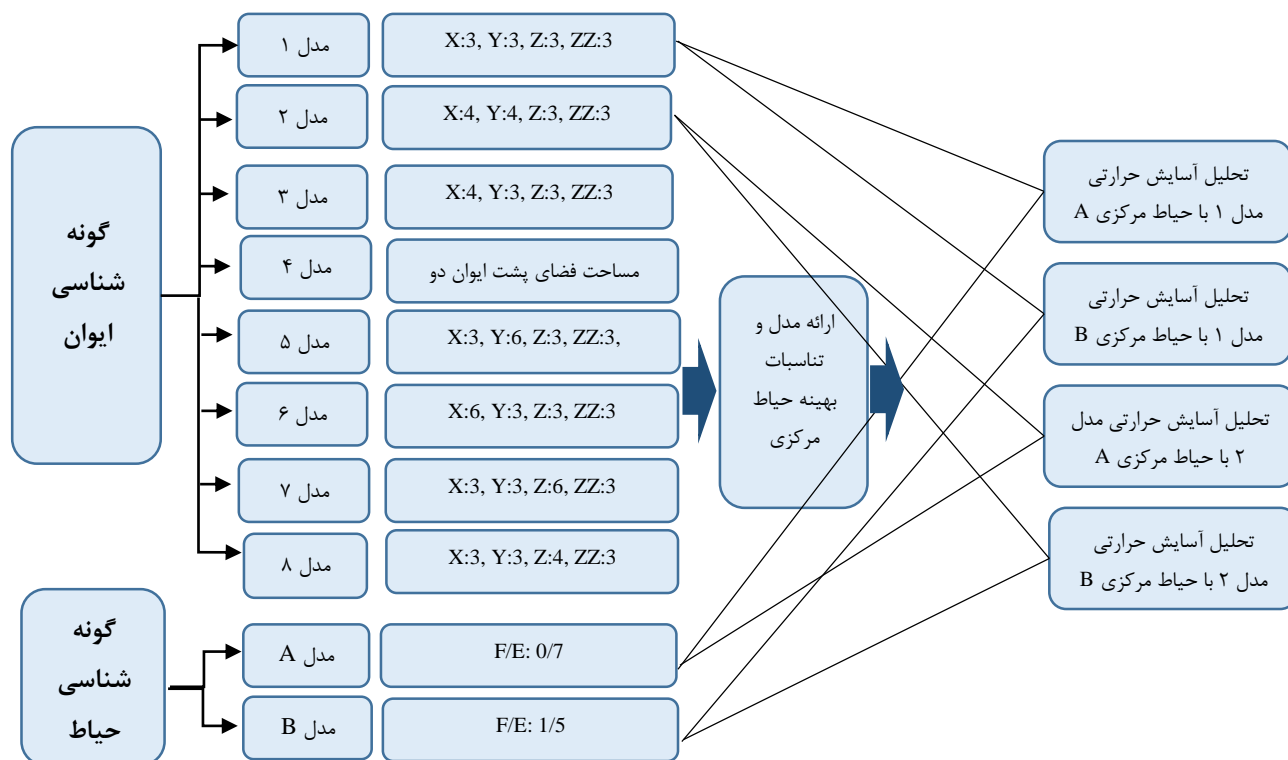 گونه
شناسی
ایوان
مدل ۱
X:3, Y:3, Z:3, ZZ:3
مدل ۲
X:4, Y:4, Z:3, ZZ:3
مدل ۳
X:4, Y:3, Z:3, ZZ:3
مدل ۴
مساحت فضای پشت ایوان دو
مدل ۵
X:3, Y:6, Z:3, ZZ:3,
مدل ۶
X:6, Y:3, Z:3, ZZ:3
مدل ۷
X:3, Y:3, Z:6, ZZ:3
مدل ۸
X:3, Y:3, Z:4, ZZ:3
گونه
شناسی
حیاط
مدل A
F/E: 0/7
مدل B
F/E: 1/5
ارائه مدل و
تناسبات
بهینه حیاط
مرکزی
تحلیل آسایش حرارتی
مدل ۱ با حیاط مرکزی A
تحلیل آسایش حرارتی
مدل ۱ با حیاط مرکزی B
تحلیل آسایش حرارتی مدل
۲ با حیاط مرکزی A
تحلیل آسایش حرارتی
مدل ۲ با حیاط مرکزی B